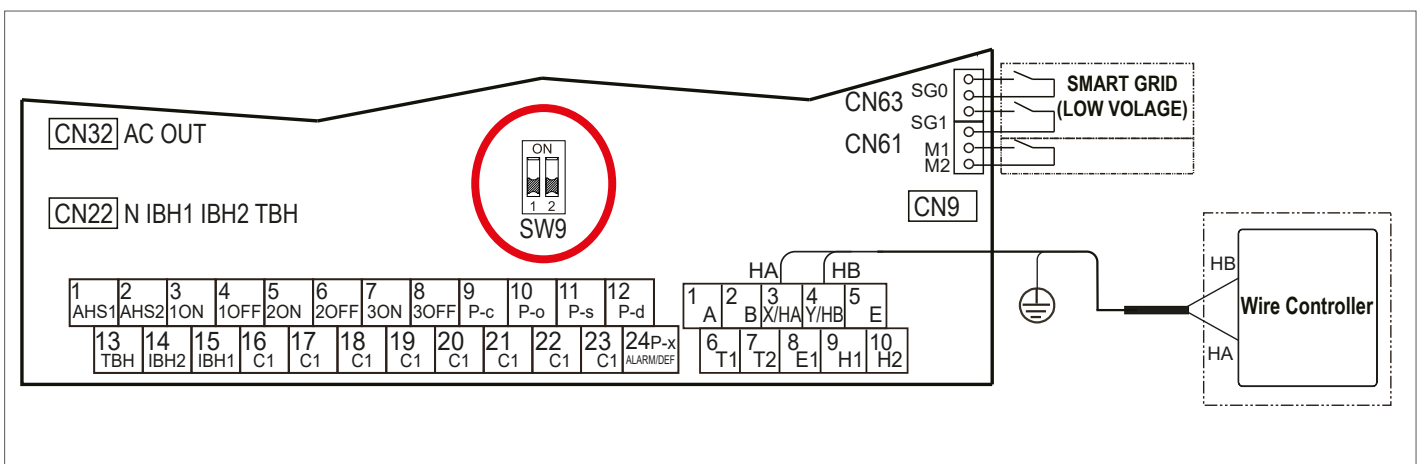 CN32 AC OUT
CN22 N IBH1 IBH2 TBH
ON
1 2
SW9
CN63
CN61
SG0
SG1
M1
M2
SMART GRID
(LOW VOLAGE)
CN9
HA HB
1 AHS1 2 AHS2 3 1ON 4 1OFF 5 2ON 6 2OFF 7 3ON 8 3OFF 9 P-c 10 P-o 11 P-s 12 P-d
13 TBH 14 IBH2 15 IBH1 16 C1 17 C1 18 C1 19 C1 20 C1 21 C1 22 C1 23 C1 24 P-x ALARM/DEF
1 A 2 B 3 X/HA 4 Y/HB 5 E
6 T1 7 T2 8 E1 9 H1 10 H2
HB
Wire Controller
HA